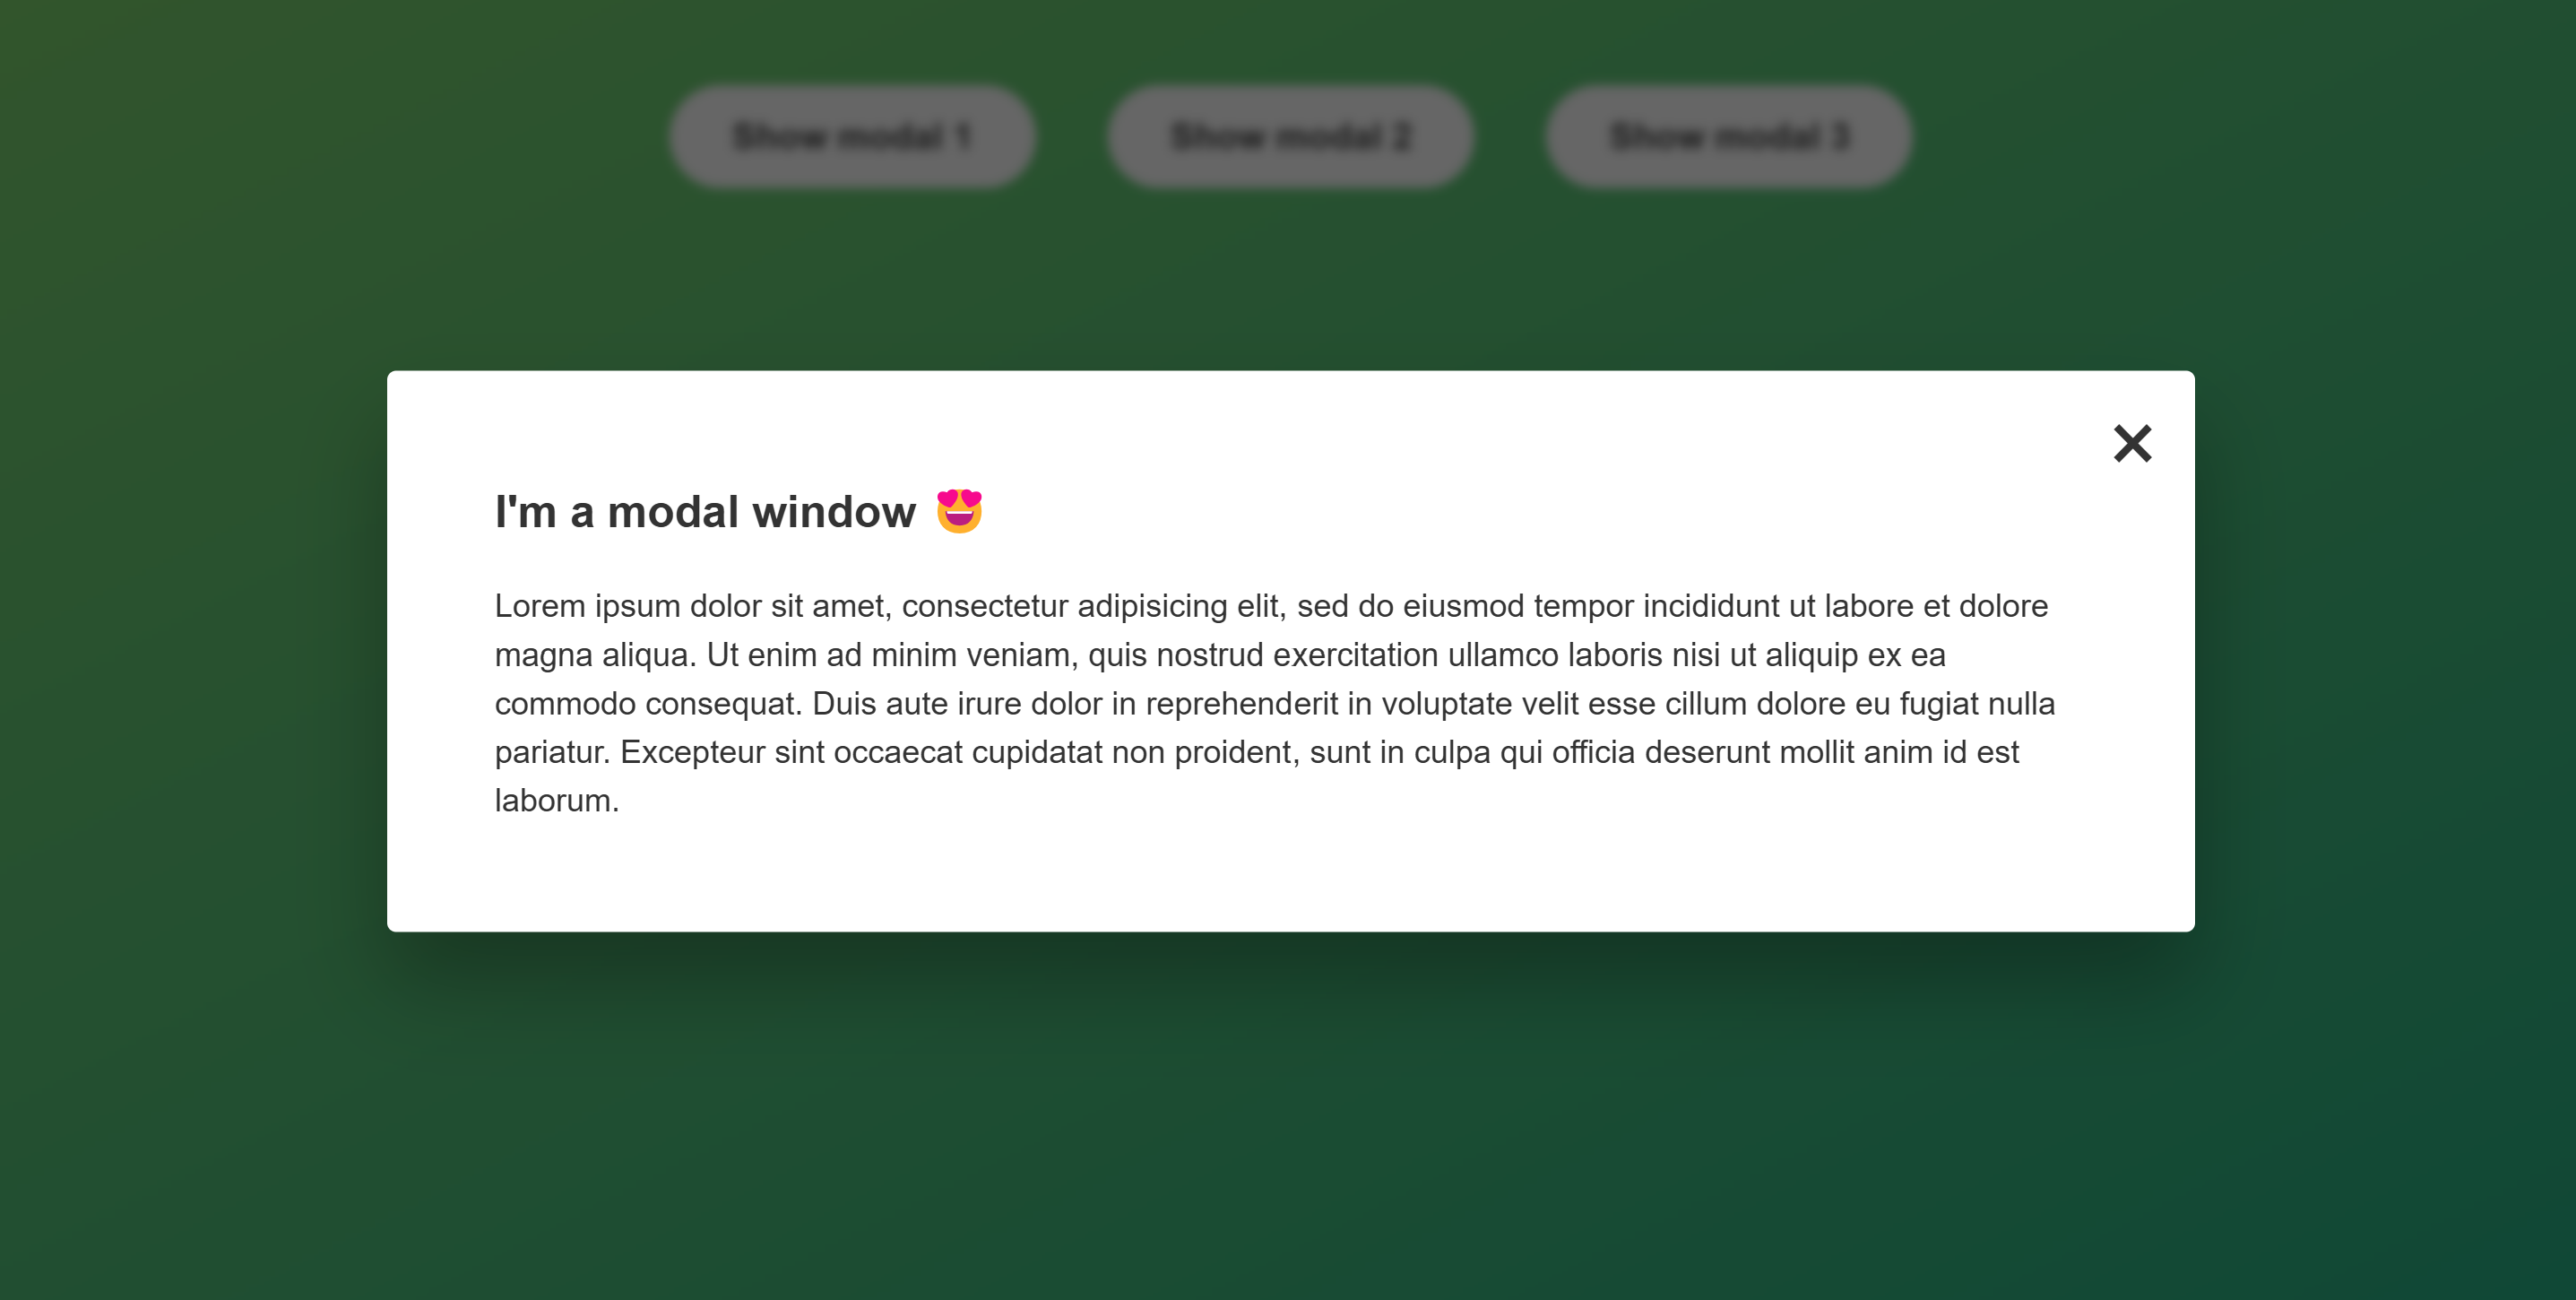 Show modal 1 Show modal 2 Show modal 3
×
I'm a modal window 😍
Lorem ipsum dolor sit amet, consectetur adipisicing elit, sed do eiusmod tempor incididunt ut labore et dolore
magna aliqua. Ut enim ad minim veniam, quis nostrud exercitation ullamco laboris nisi ut aliquip ex ea
commodo consequat. Duis aute irure dolor in reprehenderit in voluptate velit esse cillum dolore eu fugiat nulla
pariatur. Excepteur sint occaecat cupidatat non proident, sunt in culpa qui officia deserunt mollit anim id est
laborum.